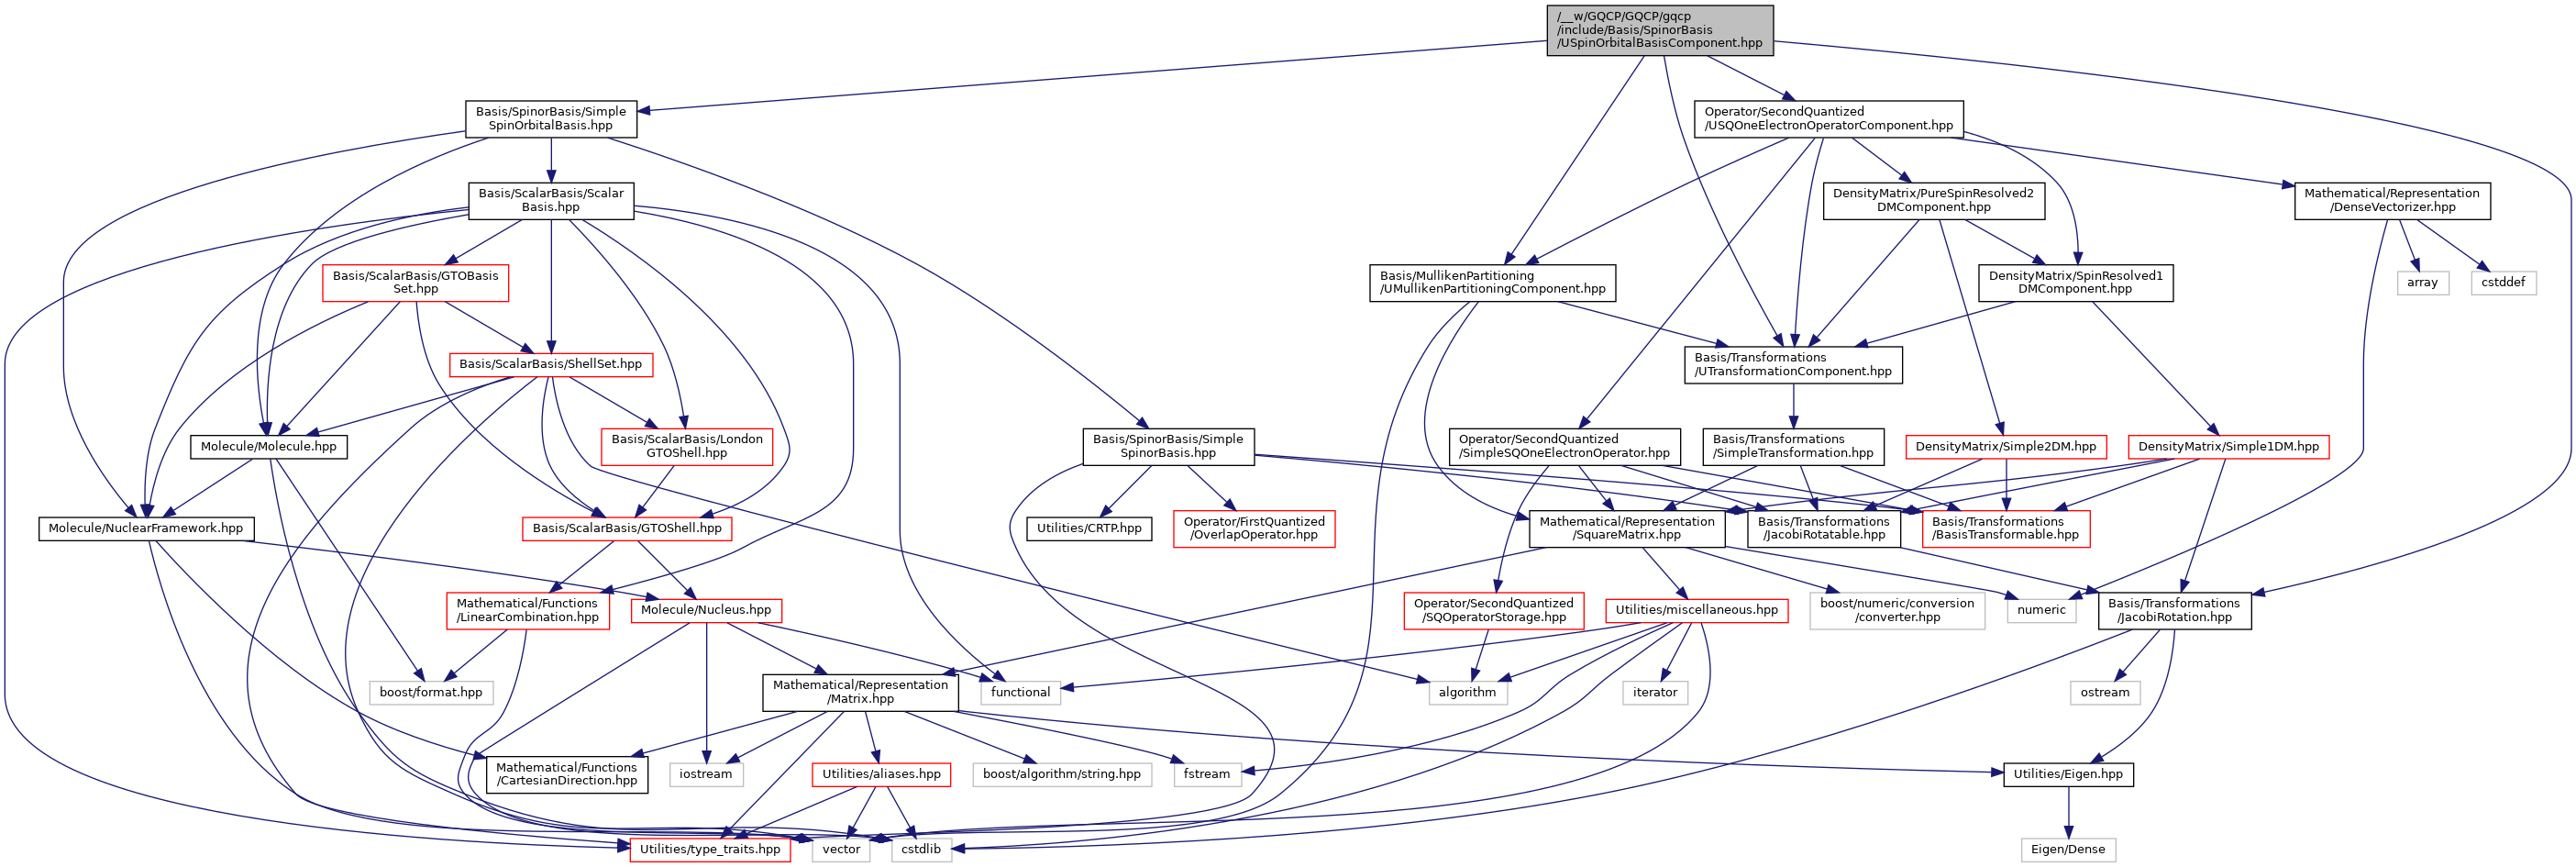 /__w/GQCP/GQCP/gqcp
/include/Basis/SpinorBasis
/USpinOrbitalBasisComponent.hpp
Basis/SpinorBasis/Simple
SpinOrbitalBasis.hpp
Operator/SecondQuantized
/USQOneElectronOperatorComponent.hpp
Basis/ScalarBasis/Scalar
Basis.hpp
DensityMatrix/PureSpinResolved2
DMComponent.hpp
Mathematical/Representation
/DenseVectorizer.hpp
Basis/ScalarBasis/GTOBasis
Set.hpp
Basis/MullikenPartitioning
/UMullikenPartitioningComponent.hpp
DensityMatrix/SpinResolved1
DMComponent.hpp
array
cstddef
Basis/ScalarBasis/ShellSet.hpp
Basis/Transformations
/UTransformationComponent.hpp
Molecule/Molecule.hpp
Basis/ScalarBasis/London
GTOShell.hpp
Basis/SpinorBasis/Simple
SpinorBasis.hpp
Operator/SecondQuantized
/SimpleSQOneElectronOperator.hpp
Basis/Transformations
/SimpleTransformation.hpp
DensityMatrix/Simple2DM.hpp
DensityMatrix/Simple1DM.hpp
Molecule/NuclearFramework.hpp
Basis/ScalarBasis/GTOShell.hpp
Utilities/CRTP.hpp
Operator/FirstQuantized
/OverlapOperator.hpp
Mathematical/Representation
/SquareMatrix.hpp
Basis/Transformations
/JacobiRotatable.hpp
Basis/Transformations
/BasisTransformable.hpp
Mathematical/Functions
/LinearCombination.hpp
Molecule/Nucleus.hpp
Operator/SecondQuantized
/SQOperatorStorage.hpp
Utilities/miscellaneous.hpp
boost/numeric/conversion
/converter.hpp
numeric
Basis/Transformations
/JacobiRotation.hpp
boost/format.hpp
Mathematical/Representation
/Matrix.hpp
functional
algorithm
iterator
ostream
Mathematical/Functions
/CartesianDirection.hpp
iostream
Utilities/aliases.hpp
boost/algorithm/string.hpp
fstream
Utilities/Eigen.hpp
Utilities/type_traits.hpp
vector
cstdlib
Eigen/Dense